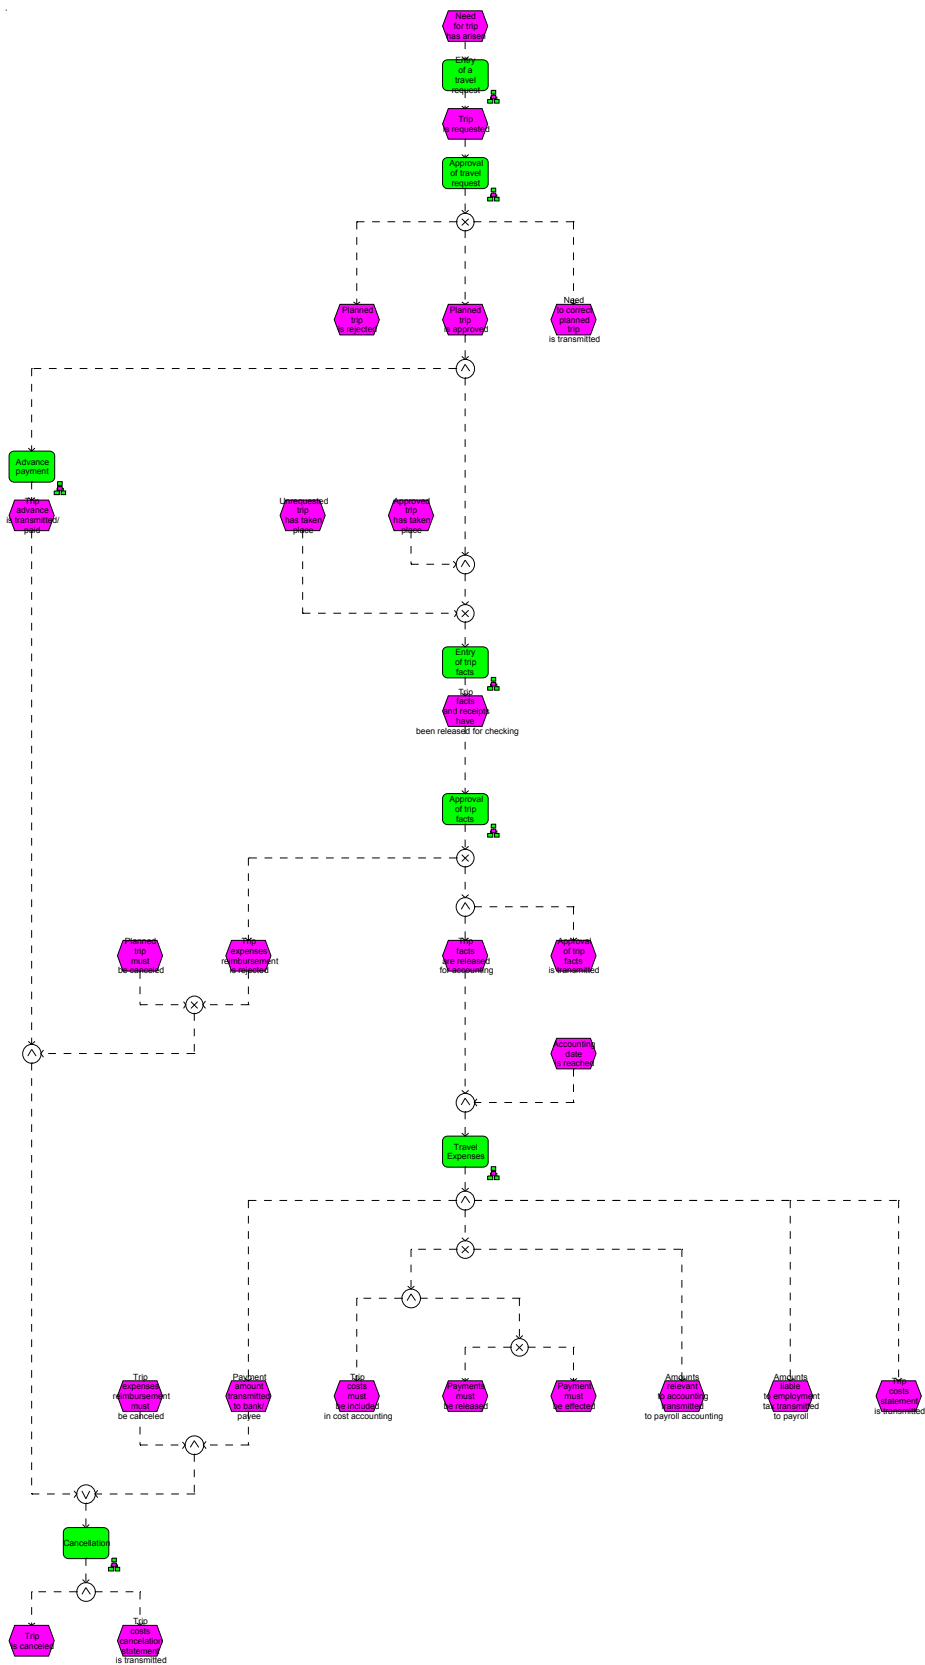 Need
for trip
has arisen
Entry
of a
travel
request
Trip
is requested
Approval
of travel
request
Planned
trip
is rejected
Planned
trip
is approved
Need
to correct
planned
trip
is transmitted
Advance
payment
Trip
advance
is transmitted/
paid
Unrequested
trip
has taken
place
Approved
trip
has taken
place
Entry
of trip
facts
Trip
facts
and receipts
have
been released for checking
Approval
of trip
facts
Planned
trip
must
be canceled
Trip
expenses
reimbursement
is rejected
Trip
facts
are released
for accounting
Approval
of trip
facts
is transmitted
Accounting
date
is reached
Travel
Expenses
Trip
expenses
reimbursement
must
be canceled
Payment
amount
transmitted
to bank/
payee
Trip
costs
must
be included
in cost accounting
Payments
must
be released
Payment
must
be effected
Amounts
relevant
to accounting
transmitted
to payroll accounting
Amounts
liable
to employment
tax transmitted
to payroll
Trip
costs
statement
is transmitted
Cancellation
Trip
is canceled
Trip
costs
cancelation
statement
is transmitted